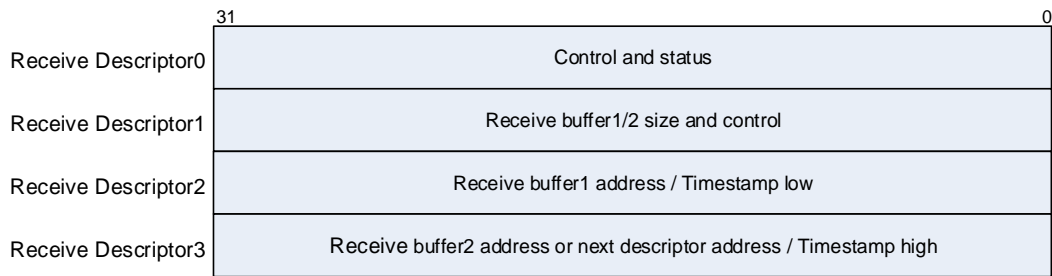 31 0
Receive Descriptor0 Control and status
Receive Descriptor1 Receive buffer1/2 size and control
Receive Descriptor2 Receive buffer1 address / Timestamp low
Receive Descriptor3 Receive buffer2 address or next descriptor address / Timestamp high